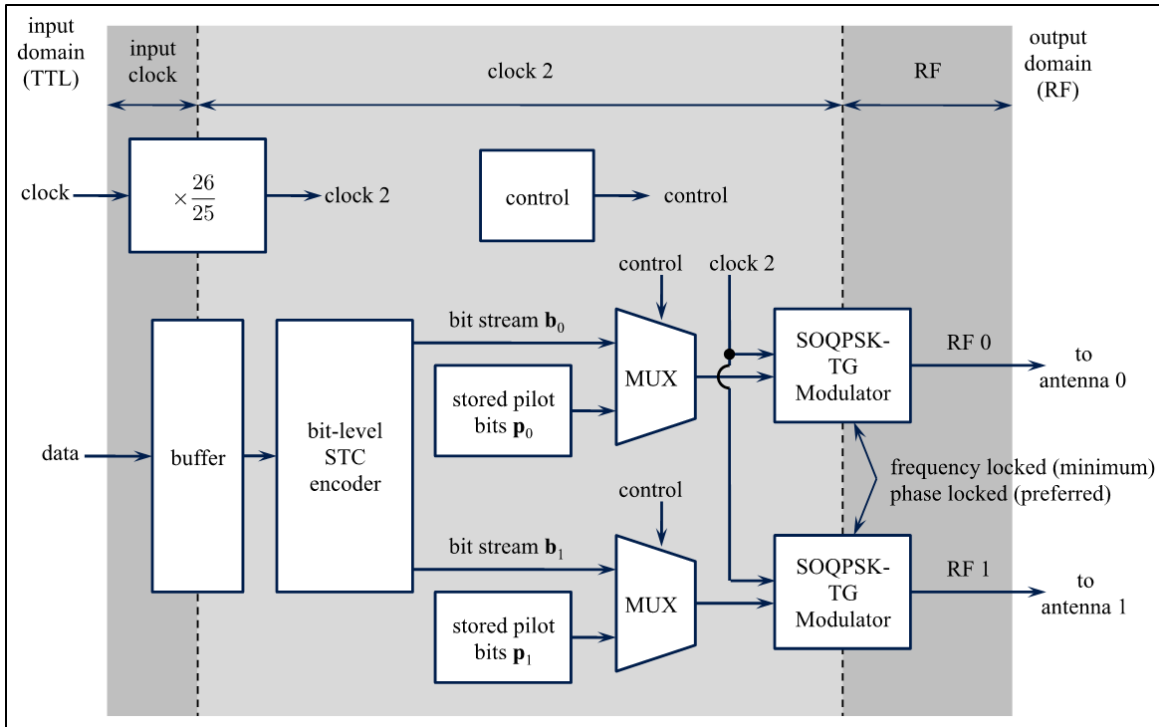 input
domain
(TTL)
input
clock
clock 2
RF
output
domain
(RF)
clock
× 26/25
clock 2
control
control
control
clock 2
bit stream b₀
MUX
SOQPSK-
TG
Modulator
RF 0
to
antenna 0
stored pilot
bits p₀
data
buffer
bit-level
STC
encoder
frequency locked (minimum)
phase locked (preferred)
control
bit stream b₁
MUX
SOQPSK-
TG
Modulator
RF 1
to
antenna 1
stored pilot
bits p₁